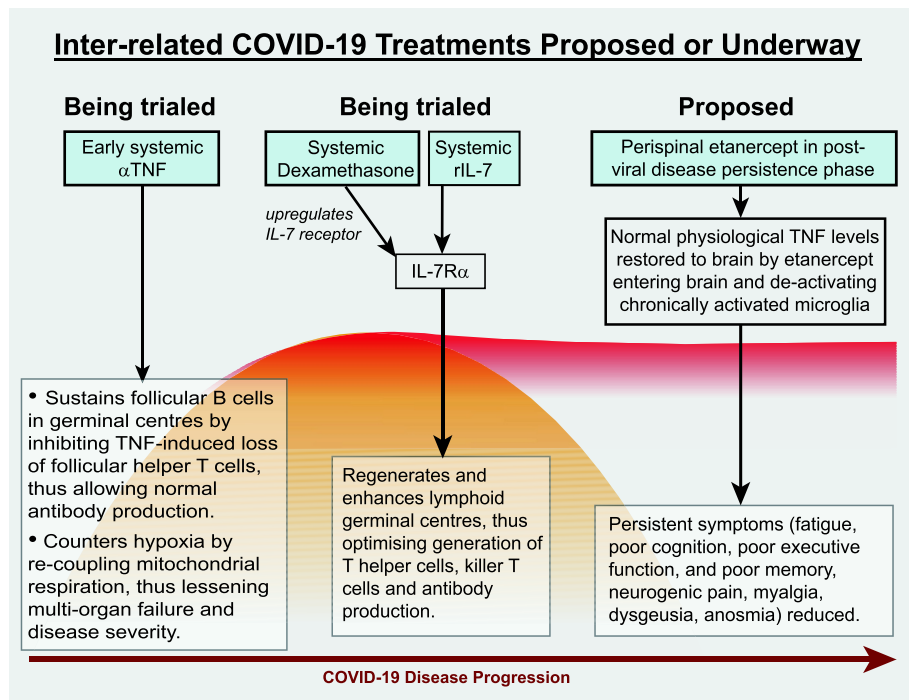 Inter-related COVID-19 Treatments Proposed or Underway
Being trialed
Early systemic
αTNF
• Sustains follicular B cells
in germinal centres by
inhibiting TNF-induced loss
of follicular helper T cells,
thus allowing normal
antibody production.
• Counters hypoxia by
re-coupling mitochondrial
respiration, thus lessening
multi-organ failure and
disease severity.
Being trialed
Systemic
Dexamethasone
Systemic
rIL-7
upregulates
IL-7 receptor
IL-7Rα
Regenerates and
enhances lymphoid
germinal centres, thus
optimising generation of
T helper cells, killer T
cells and antibody
production.
Proposed
Perispinal etanercept in post-
viral disease persistence phase
Normal physiological TNF levels
restored to brain by etanercept
entering brain and de-activating
chronically activated microglia
Persistent symptoms (fatigue,
poor cognition, poor executive
function, and poor memory,
neurogenic pain, myalgia,
dysgeusia, anosmia) reduced.
COVID-19 Disease Progression